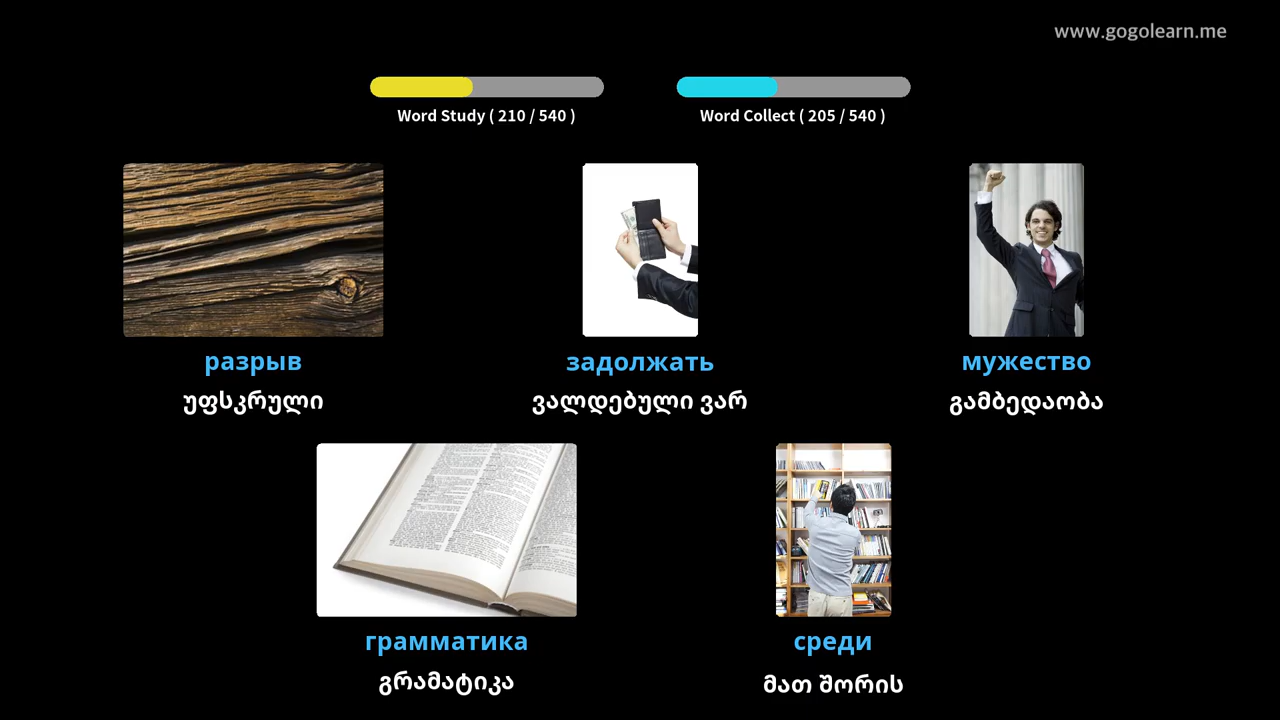 www.gogolearn.me
Word Study ( 210 / 540 )
Word Collect ( 205 / 540 )
разрыв
задолжать
мужество
უფსკრული
ვალდებული ვარ
გამბედაობა
грамматика
среди
გრამატიკა
მათ შორის